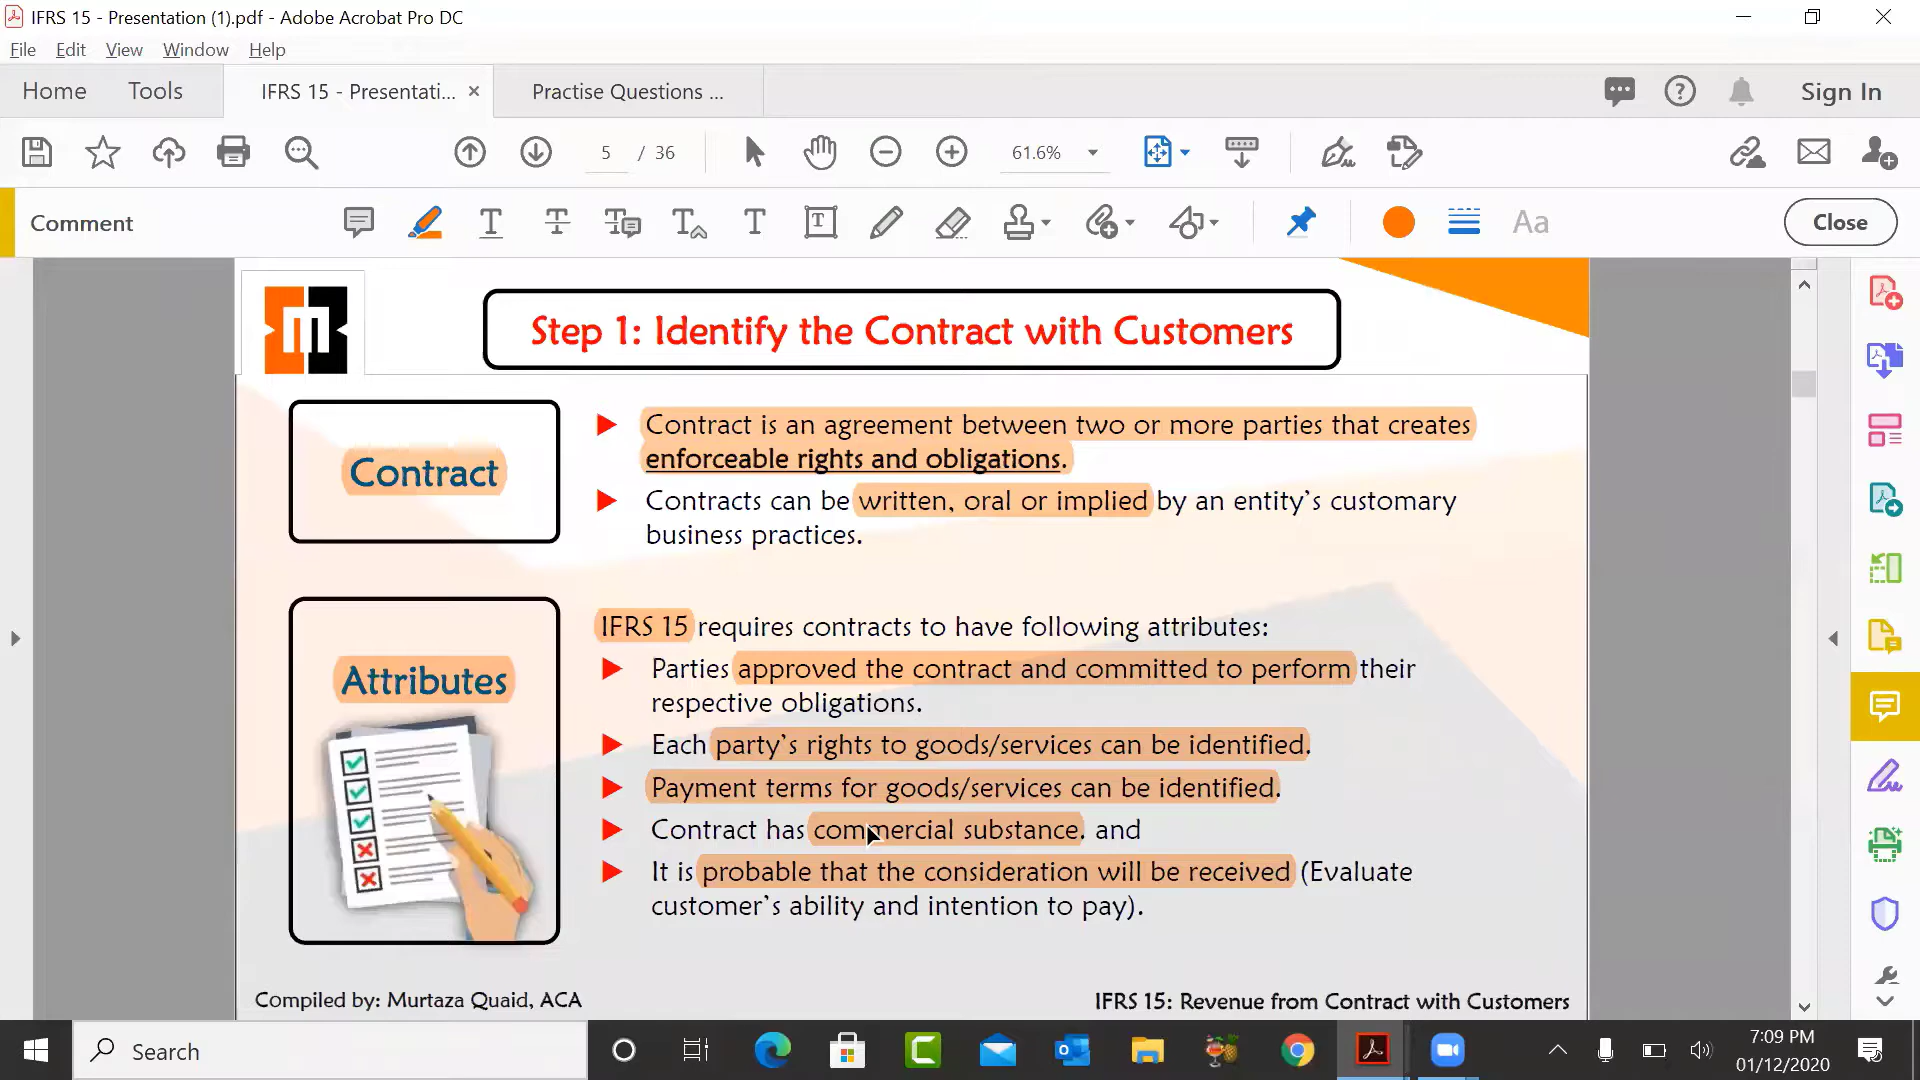 IFRS 15 - Presentation (1).pdf - Adobe Acrobat Pro DC
File Edit View Window Help
Home Tools IFRS 15 - Presentati... × Practise Questions ... Sign In
5 / 36 61.6%
Comment Aa Close
Step 1: Identify the Contract with Customers
Contract
Contract is an agreement between two or more parties that creates
enforceable rights and obligations.
Contracts can be written, oral or implied by an entity's customary
business practices.
Attributes
IFRS 15 requires contracts to have following attributes:
Parties approved the contract and committed to perform their
respective obligations.
Each party's rights to goods/services can be identified.
Payment terms for goods/services can be identified.
Contract has commercial substance. and
It is probable that the consideration will be received (Evaluate
customer's ability and intention to pay).
Compiled by: Murtaza Quaid, ACA
IFRS 15: Revenue from Contract with Customers
Search
7:09 PM
01/12/2020